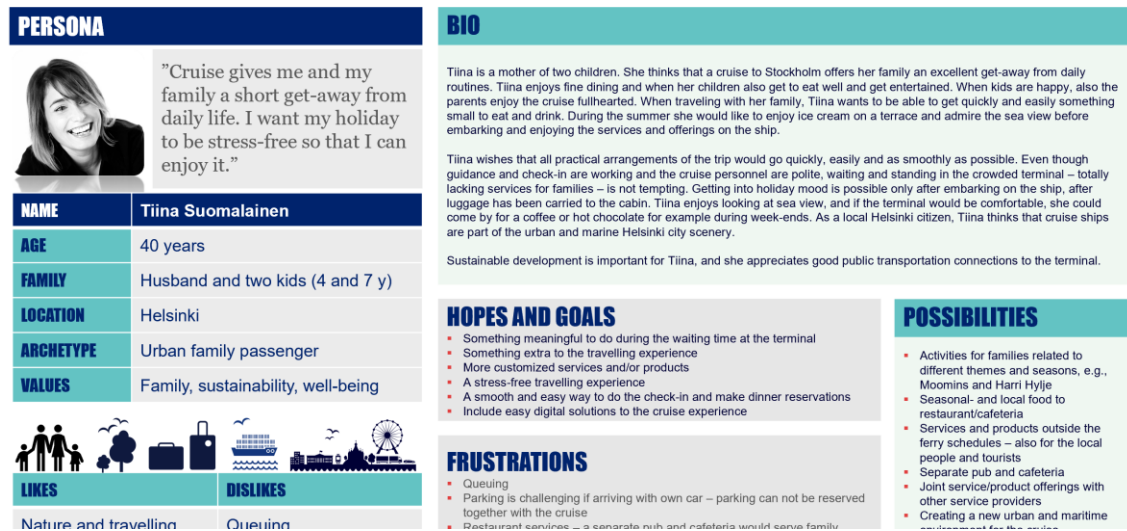 PERSONA
"Cruise gives me and my
family a short get-away from
daily life. I want my holiday
to be stress-free so that I can
enjoy it."
NAME Tiina Suomalainen
AGE 40 years
FAMILY Husband and two kids (4 and 7 y)
LOCATION Helsinki
ARCHETYPE Urban family passenger
VALUES Family, sustainability, well-being
LIKES DISLIKES
Nature and travelling Queuing
BIO
Tiina is a mother of two children. She thinks that a cruise to Stockholm offers her family an excellent get-away from daily
routines. Tiina enjoys fine dining and when her children also get to eat well and get entertained. When kids are happy, also the
parents enjoy the cruise fullhearted. When traveling with her family, Tiina wants to be able to get quickly and easily something
small to eat and drink. During the summer she would like to enjoy ice cream on a terrace and admire the sea view before
embarking and enjoying the services and offerings on the ship.
Tiina wishes that all practical arrangements of the trip would go quickly, easily and as smoothly as possible. Even though
guidance and check-in are working and the cruise personnel are polite, waiting and standing in the crowded terminal – totally
lacking services for families – is not tempting. Getting into holiday mood is possible only after embarking on the ship, after
luggage has been carried to the cabin. Tiina enjoys looking at sea view, and if the terminal would be comfortable, she could
come by for a coffee or hot chocolate for example during week-ends. As a local Helsinki citizen, Tiina thinks that cruise ships
are part of the urban and marine Helsinki city scenery.
Sustainable development is important for Tiina, and she appreciates good public transportation connections to the terminal.
HOPES AND GOALS
▪ Something meaningful to do during the waiting time at the terminal
▪ Something extra to the travelling experience
▪ More customized services and/or products
▪ A stress-free travelling experience
▪ A smooth and easy way to do the check-in and make dinner reservations
▪ Include easy digital solutions to the cruise experience
FRUSTRATIONS
▪ Queuing
▪ Parking is challenging if arriving with own car – parking can not be reserved
together with the cruise
▪ Restaurant services – a separate pub and cafeteria would serve family
POSSIBILITIES
▪ Activities for families related to
different themes and seasons, e.g.,
Moomins and Harri Hylje
▪ Seasonal- and local food to
restaurant/cafeteria
▪ Services and products outside the
ferry schedules – also for the local
people and tourists
▪ Separate pub and cafeteria
▪ Joint service/product offerings with
other service providers
▪ Creating a new urban and maritime
environment for the cruise